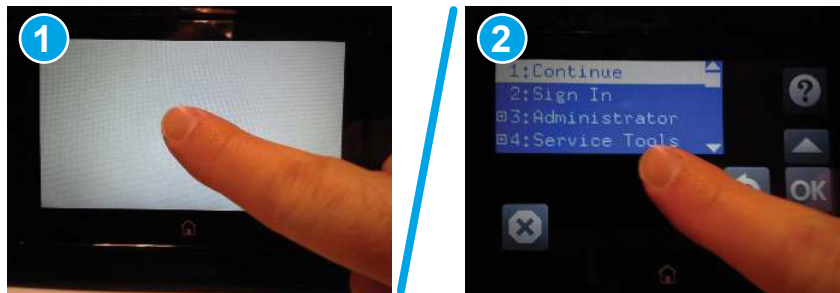 1
2
1:Continue
2:Sign In
+3:Administrator
+4:Service Tools
?
OK